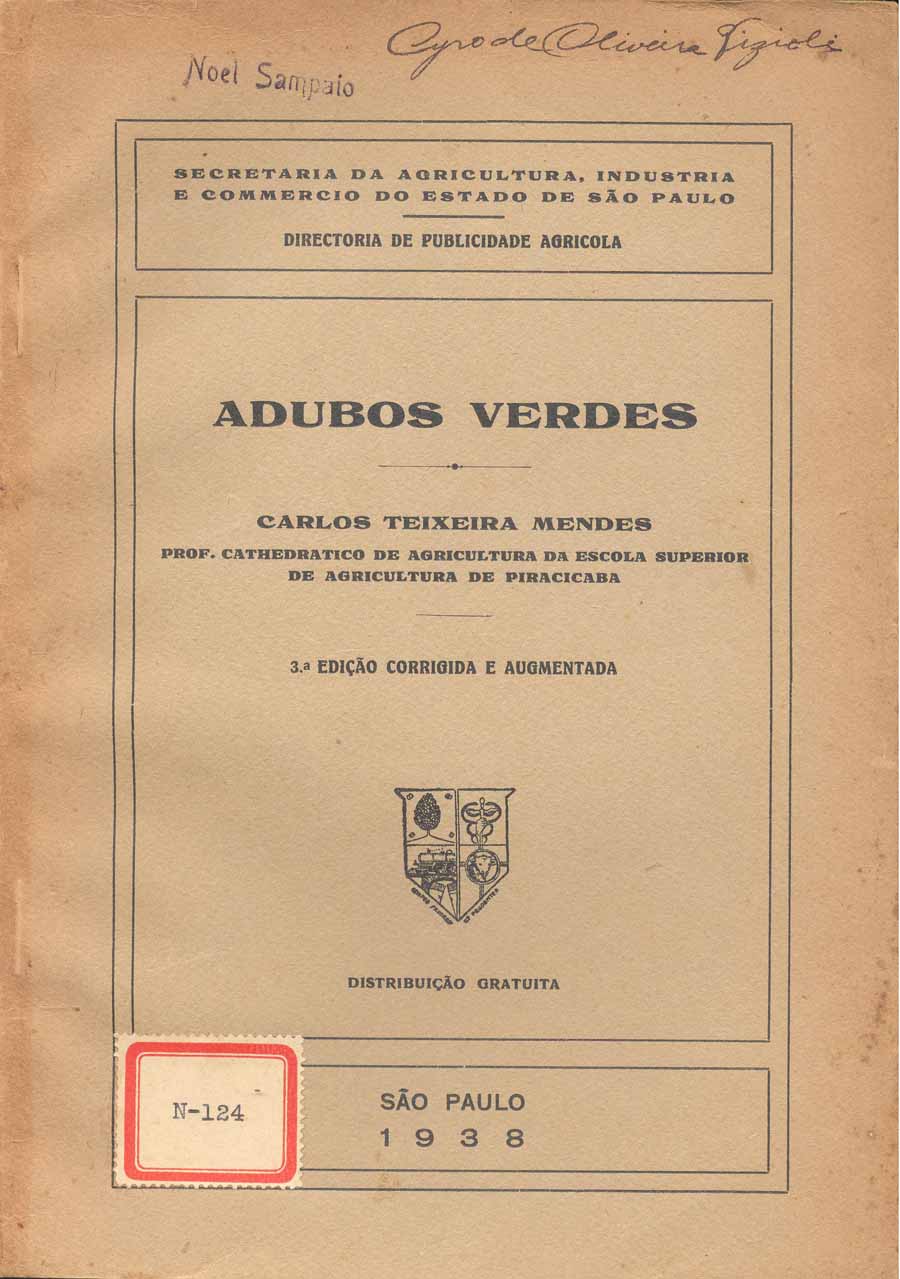 Cyro de Oliveira
Noel Sampaio
SECRETARIA DA AGRICULTURA, INDUSTRIA
E COMMERCIO DO ESTADO DE SÃO PAULO
DIRECTORIA DE PUBLICIDADE AGRICOLA
ADUBOS VERDES
CARLOS TEIXEIRA MENDES
PROF. CATHEDRATICO DE AGRICULTURA DA ESCOLA SUPERIOR
DE AGRICULTURA DE PIRACICABA
3.ª EDIÇÃO CORRIGIDA E AUGMENTADA
DISTRIBUIÇÃO GRATUITA
N-124
SÃO PAULO
1938